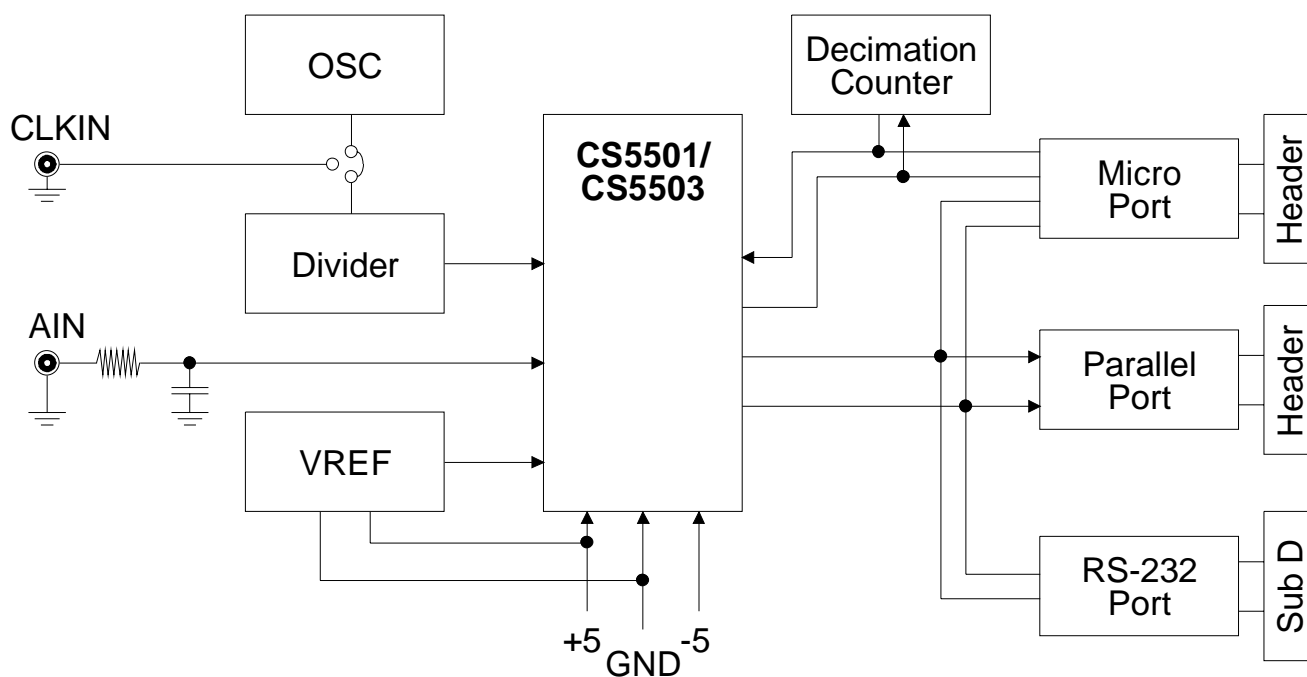 OSC
Decimation
Counter
CLKIN
CS5501/
CS5503
Micro
Port
Header
Divider
AIN
Parallel
Port
Header
VREF
RS-232
Port
Sub D
+5
GND
-5